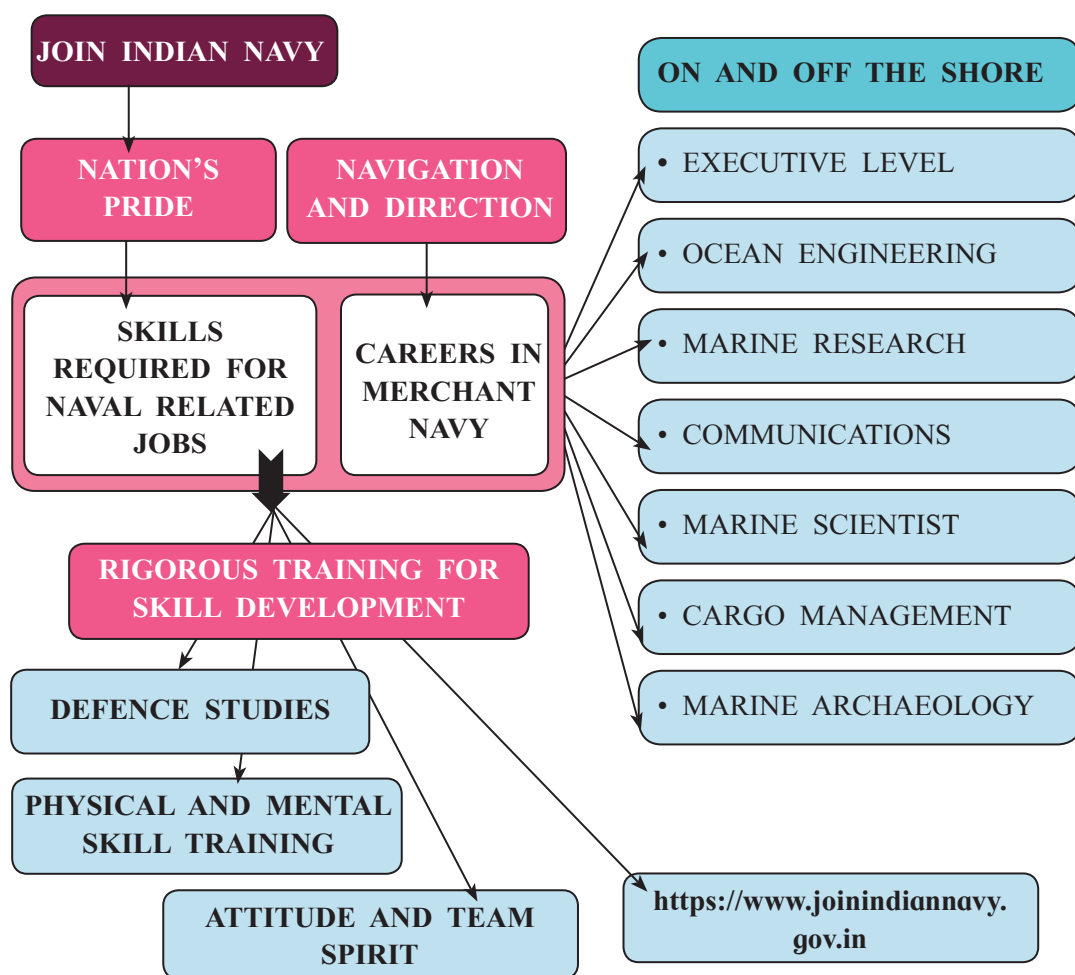 JOIN INDIAN NAVY
NATION’S
PRIDE
NAVIGATION
AND DIRECTION
SKILLS
REQUIRED FOR
NAVAL RELATED
JOBS
CAREERS IN
MERCHANT
NAVY
RIGOROUS TRAINING FOR
SKILL DEVELOPMENT
DEFENCE STUDIES
PHYSICAL AND MENTAL
SKILL TRAINING
ATTITUDE AND TEAM
SPIRIT
https://www.joinindiannavy.
gov.in
ON AND OFF THE SHORE
• EXECUTIVE LEVEL
• OCEAN ENGINEERING
• MARINE RESEARCH
• COMMUNICATIONS
• MARINE SCIENTIST
• CARGO MANAGEMENT
• MARINE ARCHAEOLOGY